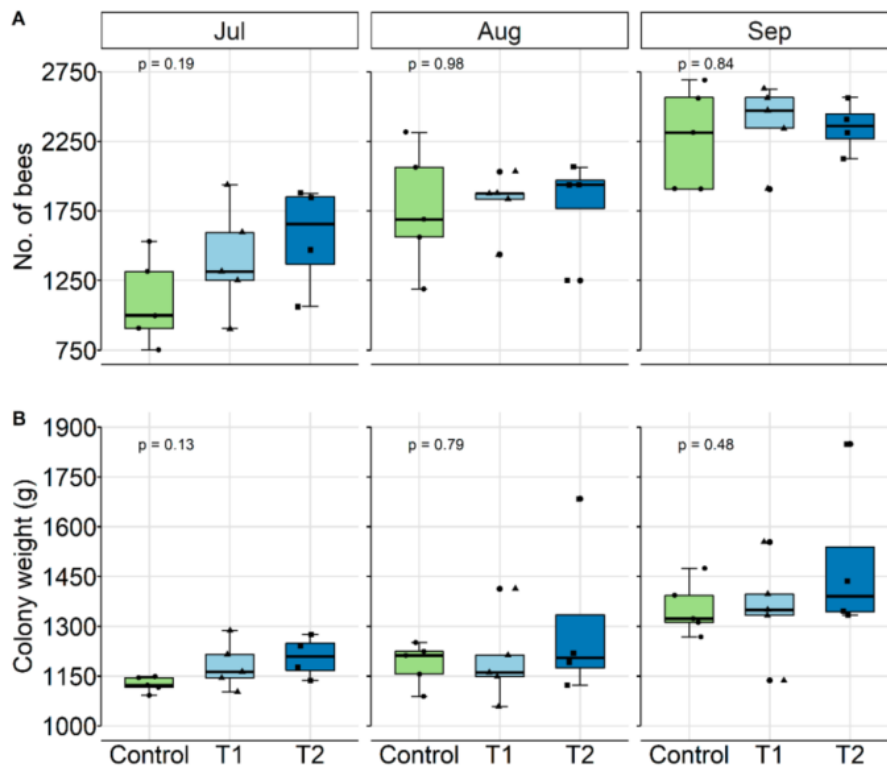 A
Jul Aug Sep
p = 0.19 p = 0.98 p = 0.84
No. of bees
2750
2250
1750
1250
750
B
p = 0.13 p = 0.79 p = 0.48
Colony weight (g)
1900
1750
1600
1450
1300
1150
1000
Control T1 T2 Control T1 T2 Control T1 T2